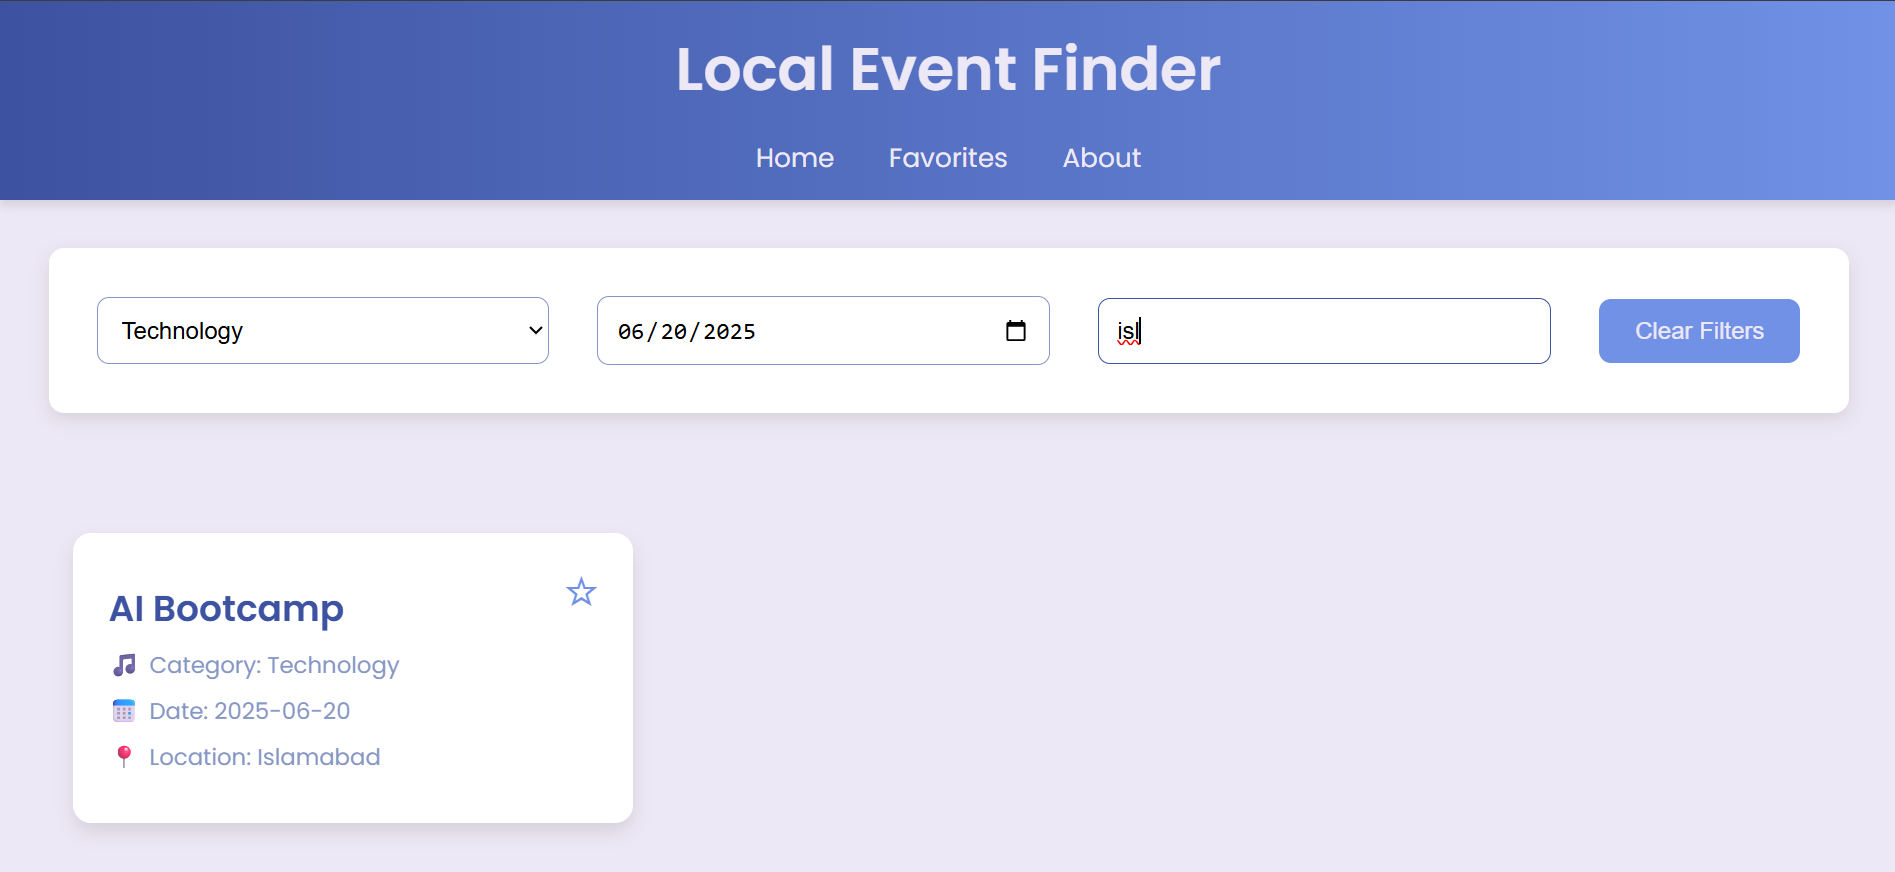 Local Event Finder
Home Favorites About
Technology 06/20/2025 isl Clear Filters
AI Bootcamp
Category: Technology
Date: 2025-06-20
Location: Islamabad